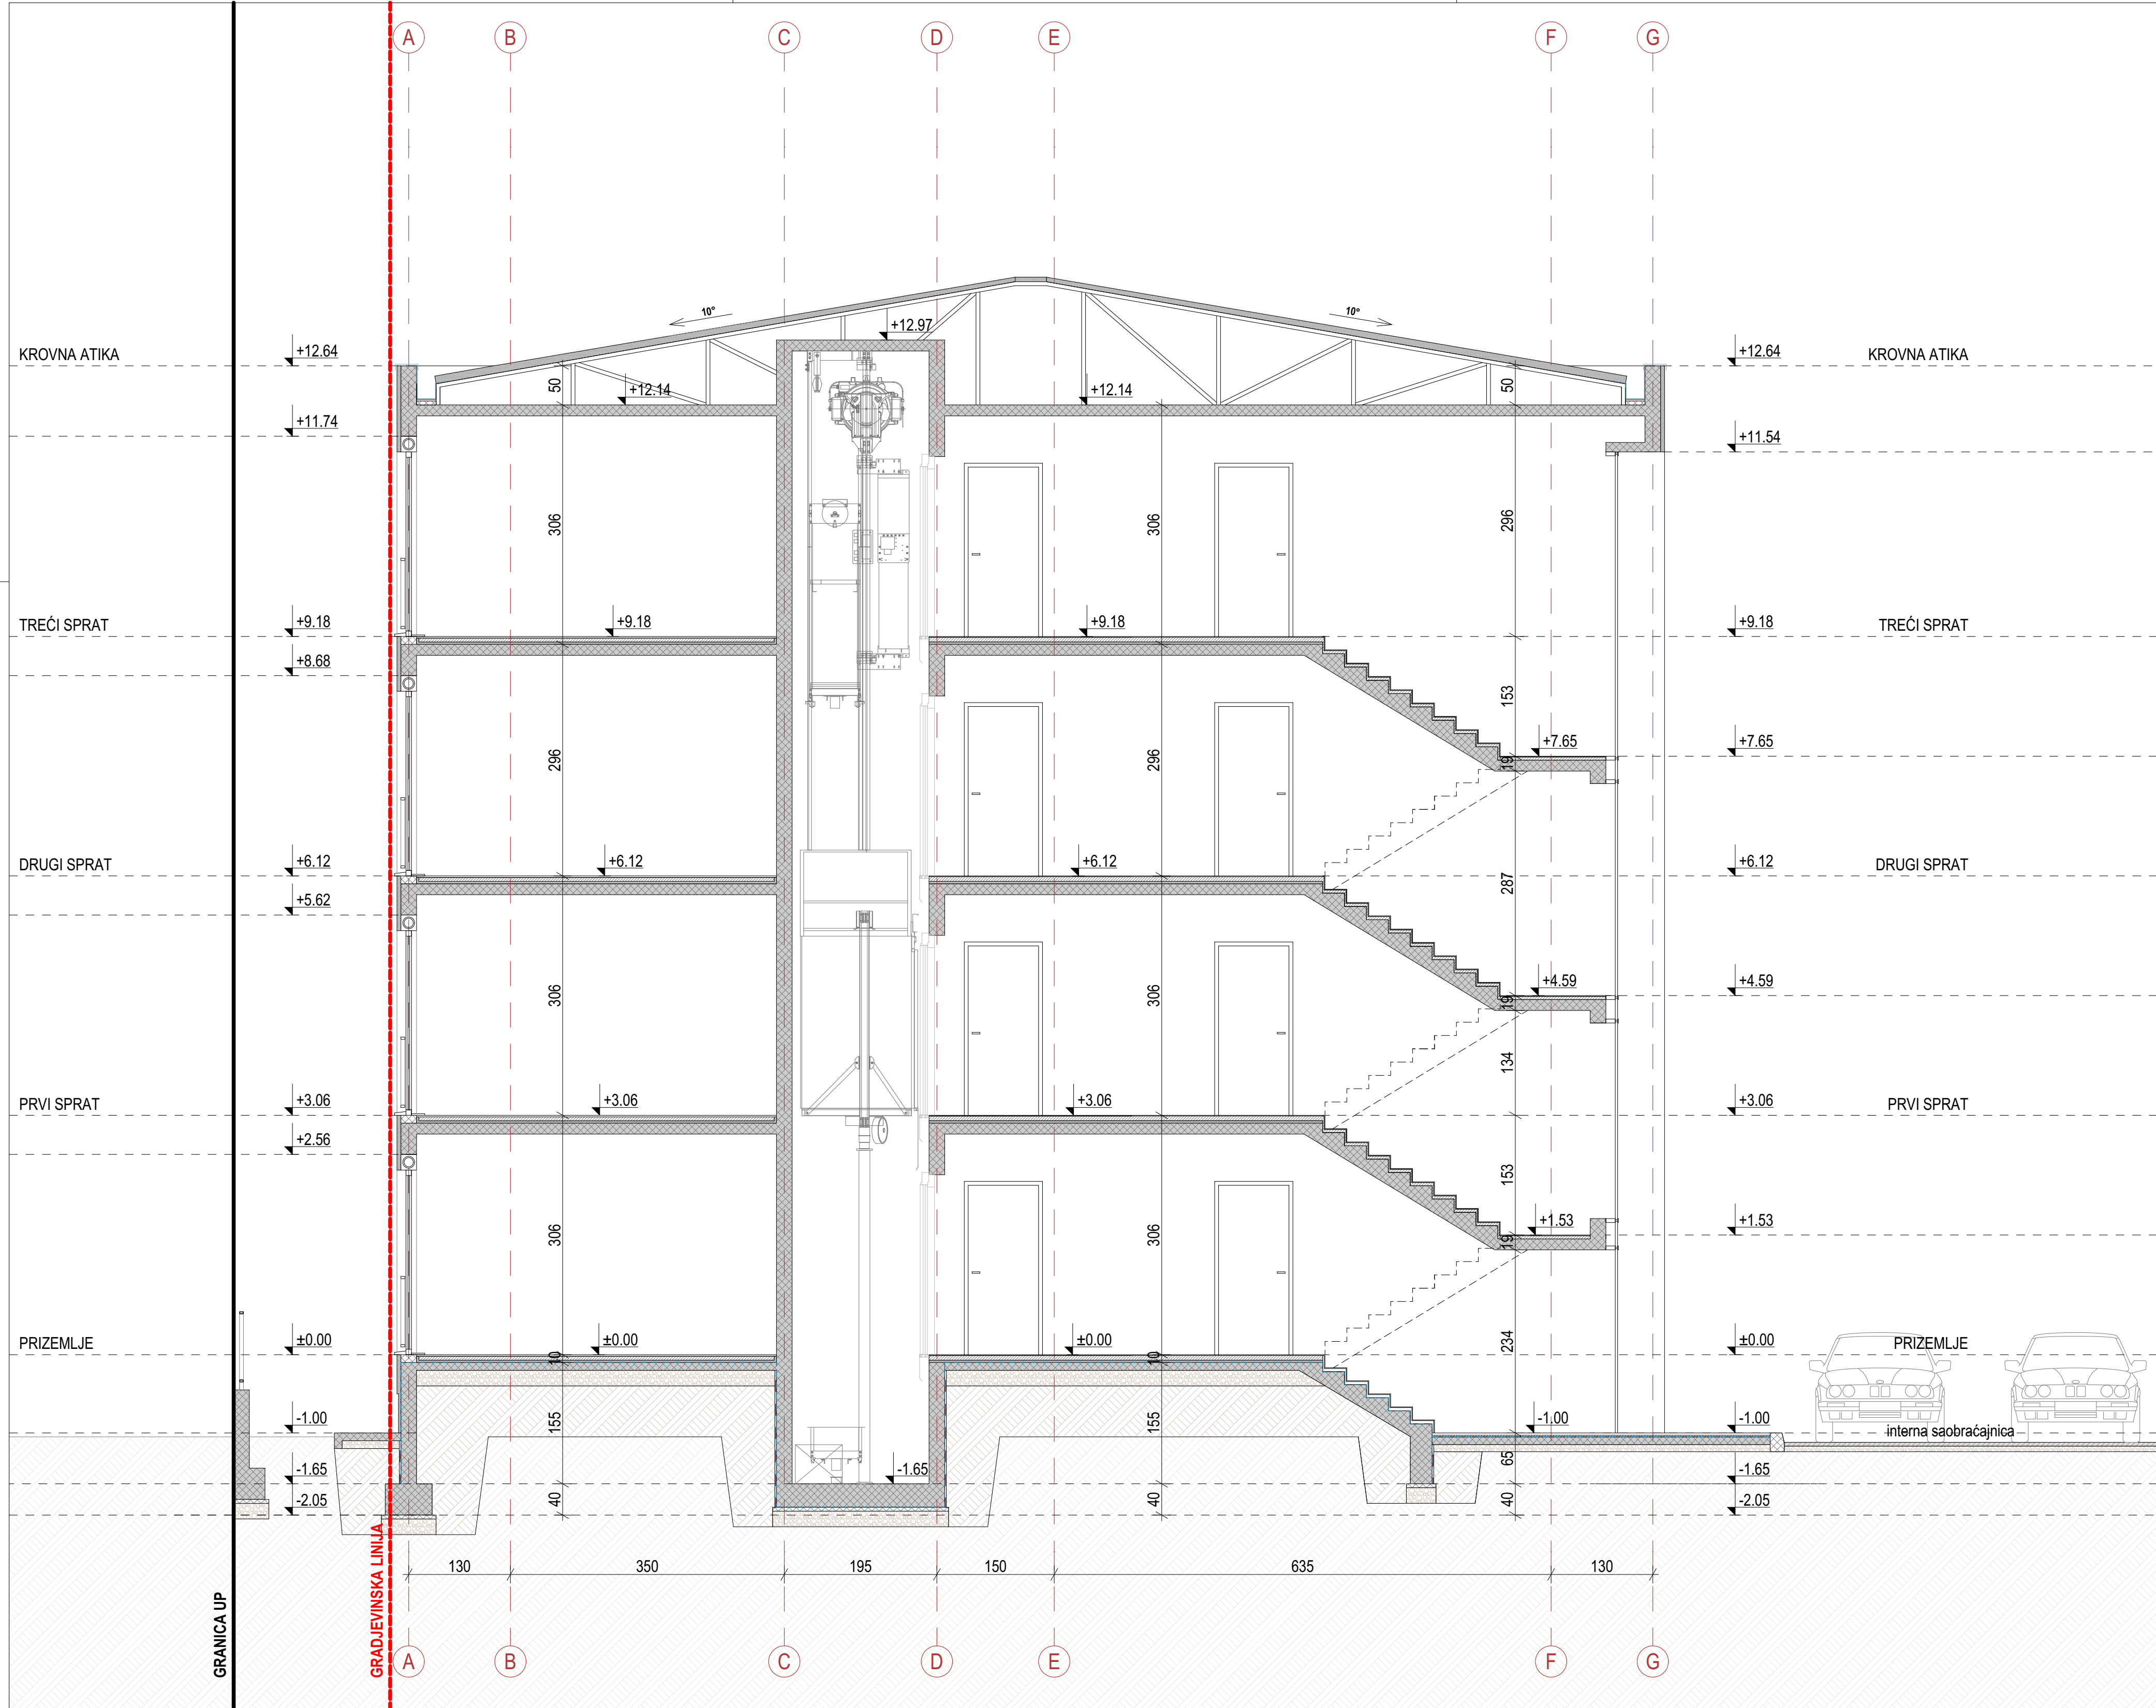 A B C D E F G
10° 10°
+12.97
KROVNA ATIKA +12.64 +12.64 KROVNA ATIKA
50 +12.14 +12.14 50
+11.74 +11.54
306 306 296
TREĆI SPRAT +9.18 +9.18 +9.18 +9.18 TREĆI SPRAT
+8.68
153
+7.65 +7.65
296 296 19
DRUGI SPRAT +6.12 +6.12 +6.12 +6.12 DRUGI SPRAT
287
+5.62
+4.59 +4.59
306 306 19
134
PRVI SPRAT +3.06 +3.06 +3.06 +3.06 PRVI SPRAT
+2.56
153
+1.53 +1.53
306 306 19
PRIZEMLJE ±0.00 ±0.00 ±0.00 234 ±0.00 PRIZEMLJE
10 10
-1.00 155 155 -1.00 -1.00 interna saobraćajnica
-1.65 -1.65 65 -1.65
-2.05 40 40 40 -2.05
130 350 195 150 635 130
GRANICA UP
GRADJEVINSKA LINIJA
A B C D E F G